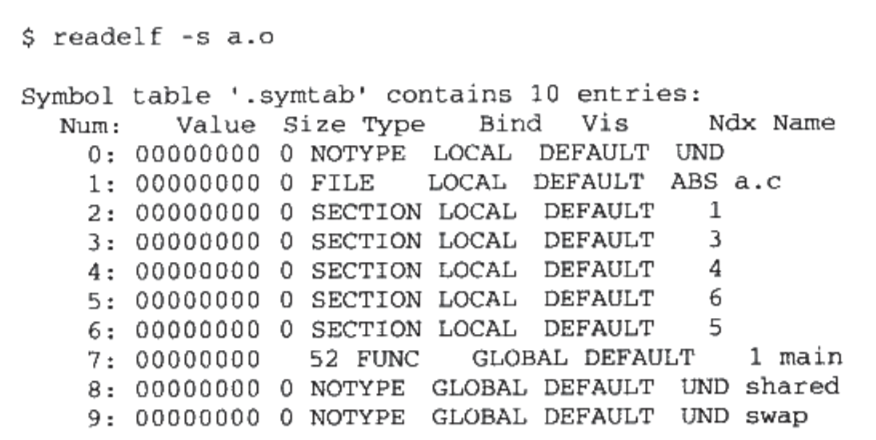 $ readelf -s a.o
Symbol table '.symtab' contains 10 entries:
Num: Value Size Type Bind Vis Ndx Name
0: 00000000 0 NOTYPE LOCAL DEFAULT UND
1: 00000000 0 FILE LOCAL DEFAULT ABS a.c
2: 00000000 0 SECTION LOCAL DEFAULT 1
3: 00000000 0 SECTION LOCAL DEFAULT 3
4: 00000000 0 SECTION LOCAL DEFAULT 4
5: 00000000 0 SECTION LOCAL DEFAULT 6
6: 00000000 0 SECTION LOCAL DEFAULT 5
7: 00000000 52 FUNC GLOBAL DEFAULT 1 main
8: 00000000 0 NOTYPE GLOBAL DEFAULT UND shared
9: 00000000 0 NOTYPE GLOBAL DEFAULT UND swap